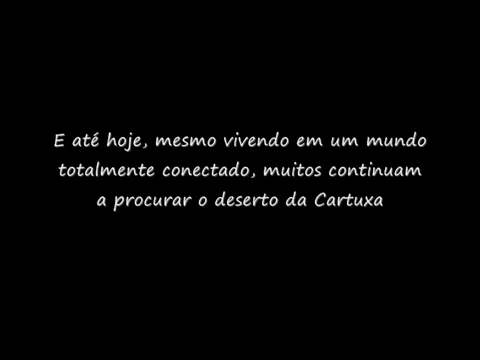 E até hoje, mesmo vivendo em um mundo
totalmente conectado, muitos continuam
a procurar o deserto da Cartuxa